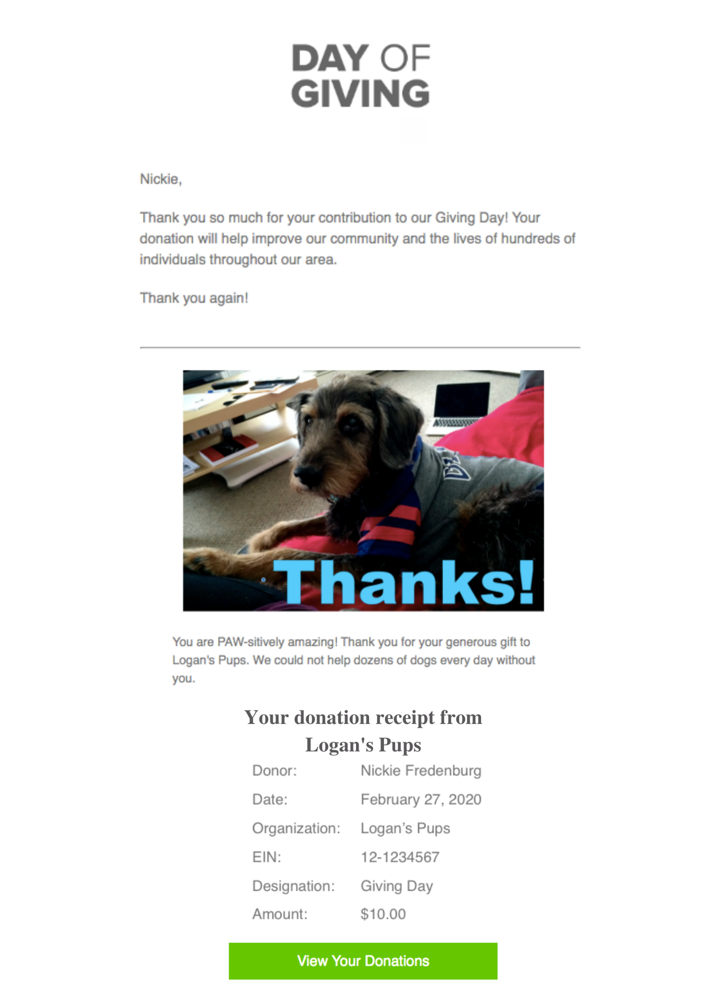 DAY OF
GIVING
Nickie,
Thank you so much for your contribution to our Giving Day! Your
donation will help improve our community and the lives of hundreds of
individuals throughout our area.
Thank you again!
Thanks!
You are PAW-sitively amazing! Thank you for your generous gift to
Logan's Pups. We could not help dozens of dogs every day without
you.
Your donation receipt from
Logan's Pups
Donor: Nickie Fredenburg
Date: February 27, 2020
Organization: Logan’s Pups
EIN: 12-1234567
Designation: Giving Day
Amount: $10.00
View Your Donations